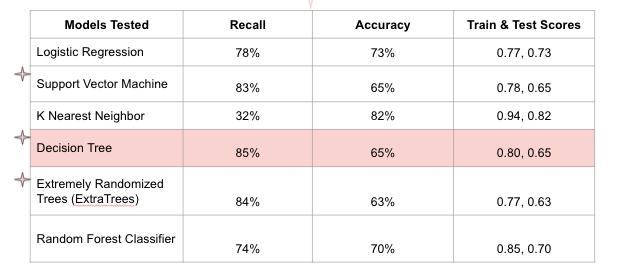 Models Tested Recall Accuracy Train & Test Scores
Logistic Regression 78% 73% 0.77, 0.73
Support Vector Machine 83% 65% 0.78, 0.65
K Nearest Neighbor 32% 82% 0.94, 0.82
Decision Tree 85% 65% 0.80, 0.65
Extremely Randomized
Trees (ExtraTrees) 84% 63% 0.77, 0.63
Random Forest Classifier 74% 70% 0.85, 0.70